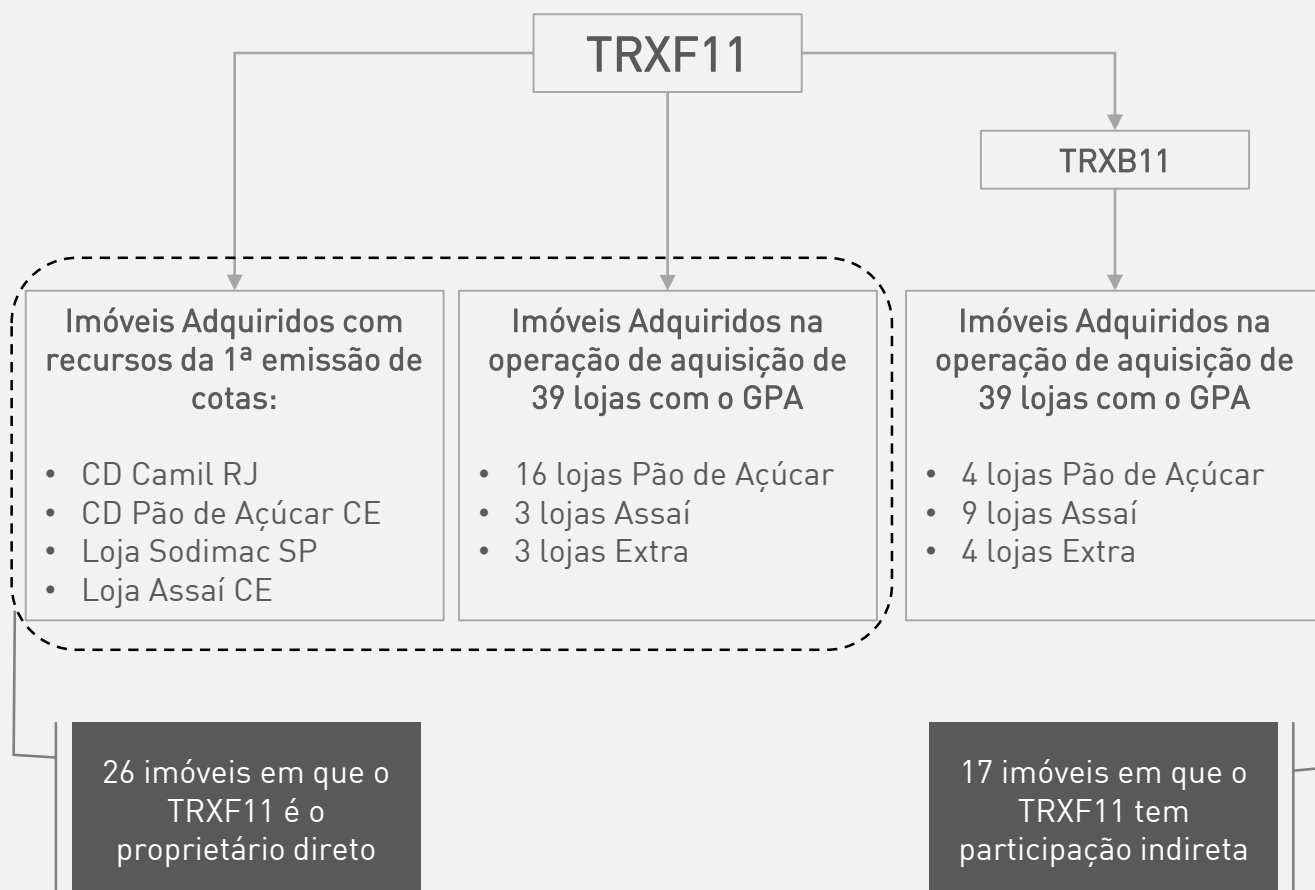 TRXF11
TRXB11
Imóveis Adquiridos com
recursos da 1ª emissão de
cotas:
• CD Camil RJ
• CD Pão de Açúcar CE
• Loja Sodimac SP
• Loja Assaí CE
Imóveis Adquiridos na
operação de aquisição de
39 lojas com o GPA
• 16 lojas Pão de Açúcar
• 3 lojas Assaí
• 3 lojas Extra
Imóveis Adquiridos na
operação de aquisição de
39 lojas com o GPA
• 4 lojas Pão de Açúcar
• 9 lojas Assaí
• 4 lojas Extra
26 imóveis em que o
TRXF11 é o
proprietário direto
17 imóveis em que o
TRXF11 tem
participação indireta